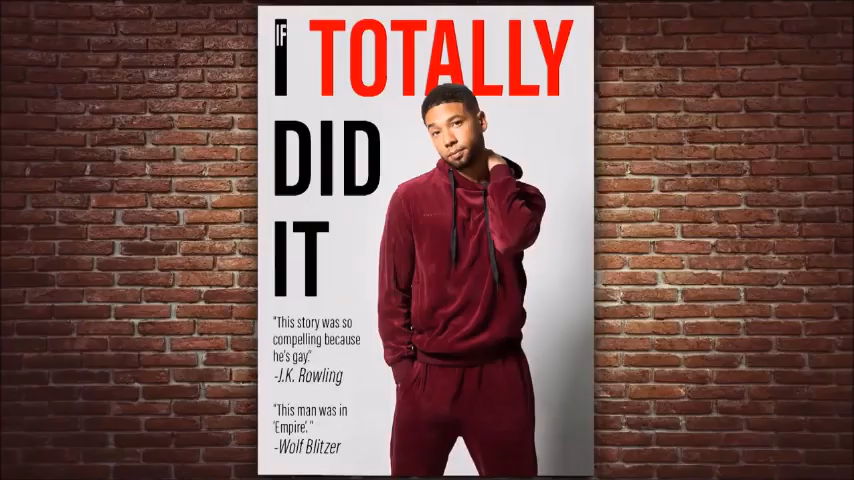 IF
I TOTALLY
DID
IT
"This story was so
compelling because
he's gay."
-J.K. Rowling
"This man was in
'Empire'."
-Wolf Blitzer